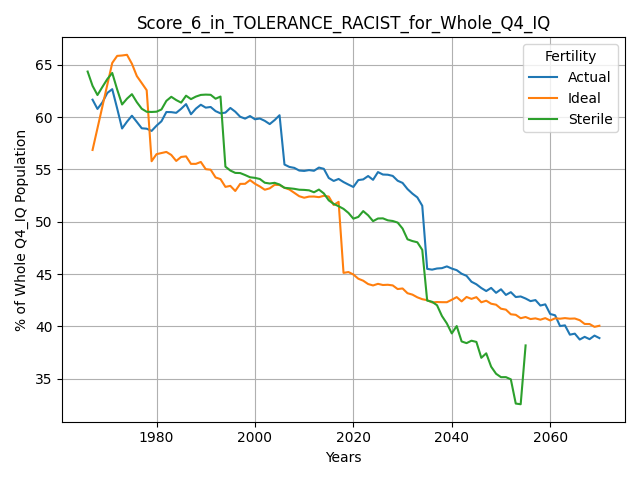 Score_6_in_TOLERANCE_RACIST_for_Whole_Q4_IQ
% of Whole Q4_IQ Population
65
60
55
50
45
40
35
Fertility
Actual
Ideal
Sterile
1980
2000
2020
2040
2060
Years